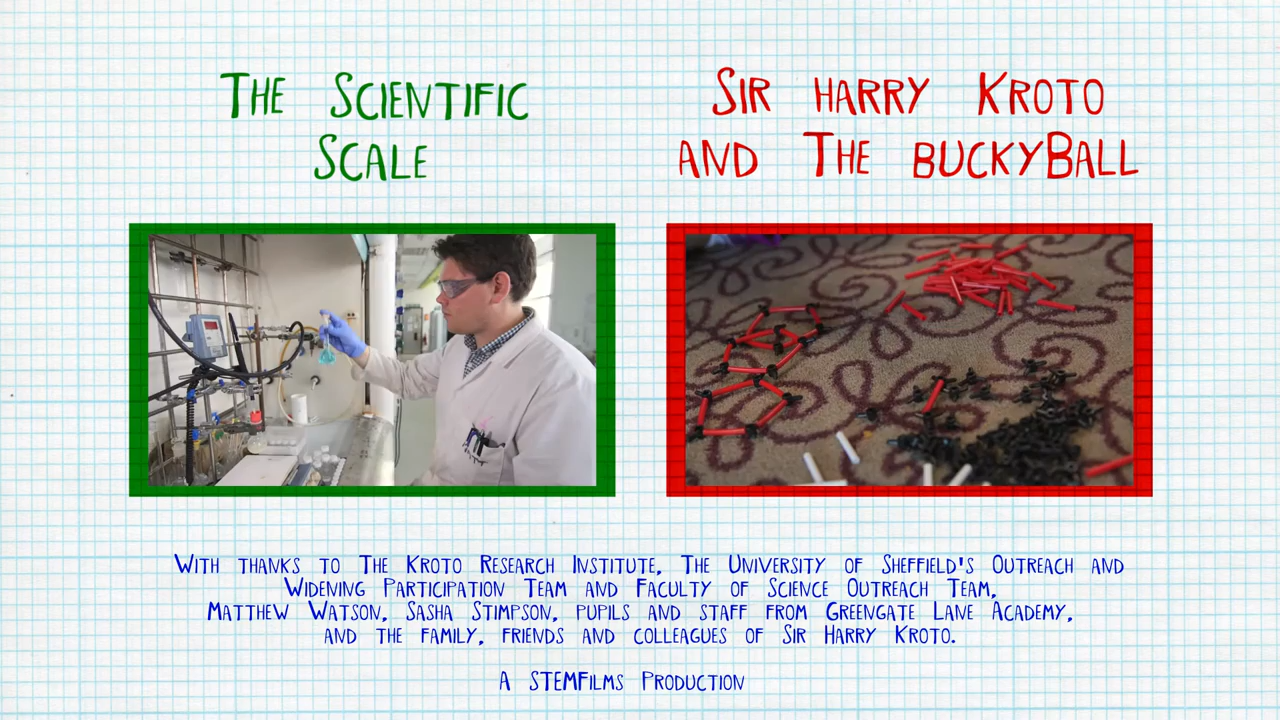 The Scientific
Scale
Sir Harry Kroto
and The BuckyBall
With thanks to The Kroto Research Institute, The University of Sheffield's Outreach and
Widening Participation Team and Faculty of Science Outreach Team,
Matthew Watson, Sasha Stimpson, pupils and staff from Greengate Lane Academy,
and the family, friends and colleagues of Sir Harry Kroto.
A STEMFilms Production